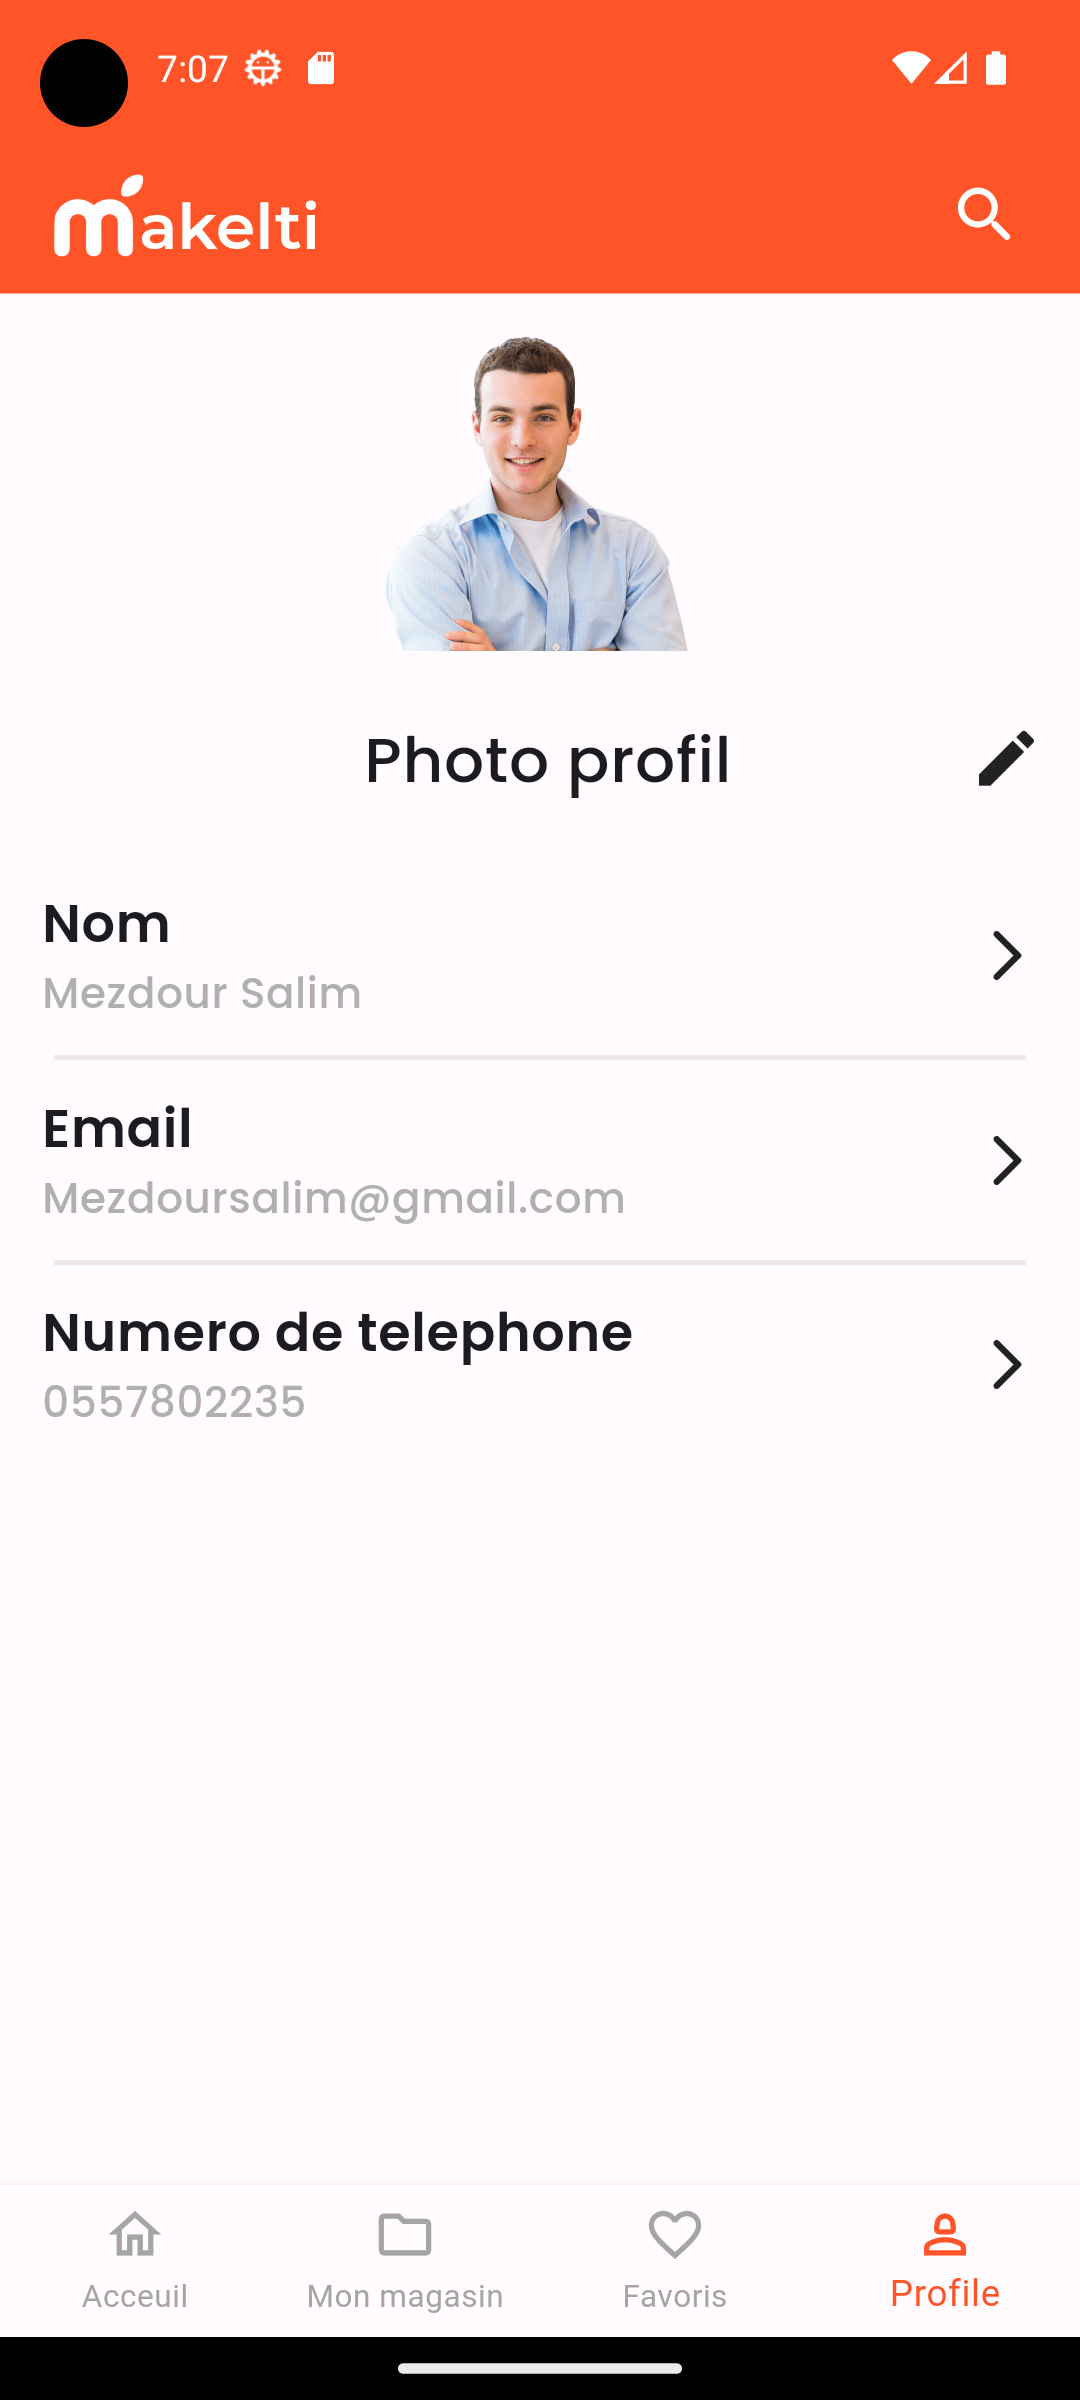 7:07
makelti
Photo profil
Nom
Mezdour Salim
Email
Mezdoursalim@gmail.com
Numero de telephone
0557802235
Acceuil
Mon magasin
Favoris
Profile